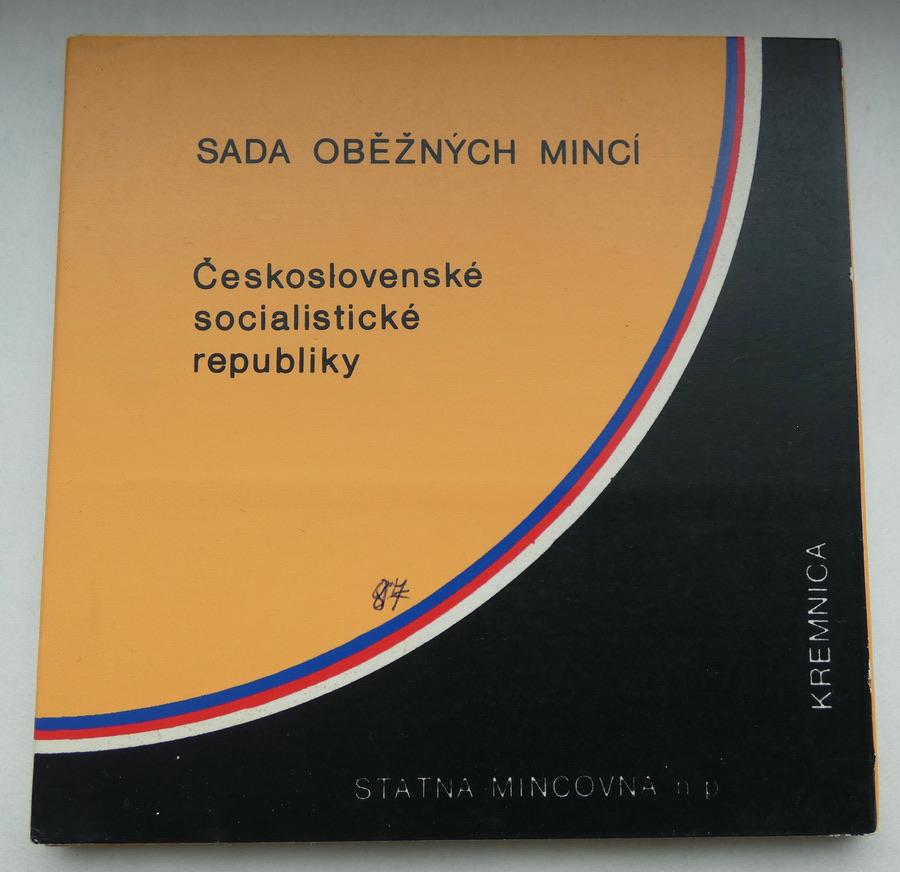 SADA OBĚŽNÝCH MINCÍ
Československé
socialistické
republiky
87
KREMNICA
STATNA MINCOVNA n p